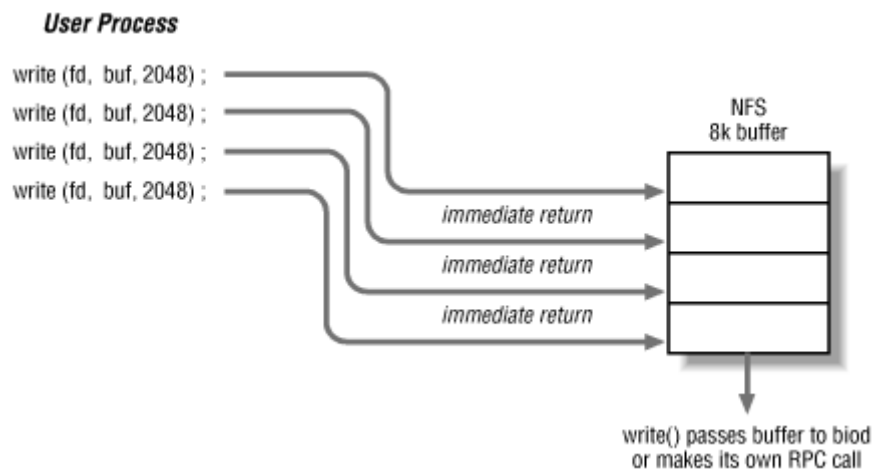 User Process
write (fd, buf, 2048) ;
write (fd, buf, 2048) ;
write (fd, buf, 2048) ;
write (fd, buf, 2048) ;
NFS
8k buffer
immediate return
immediate return
immediate return
write() passes buffer to biod
or makes its own RPC call